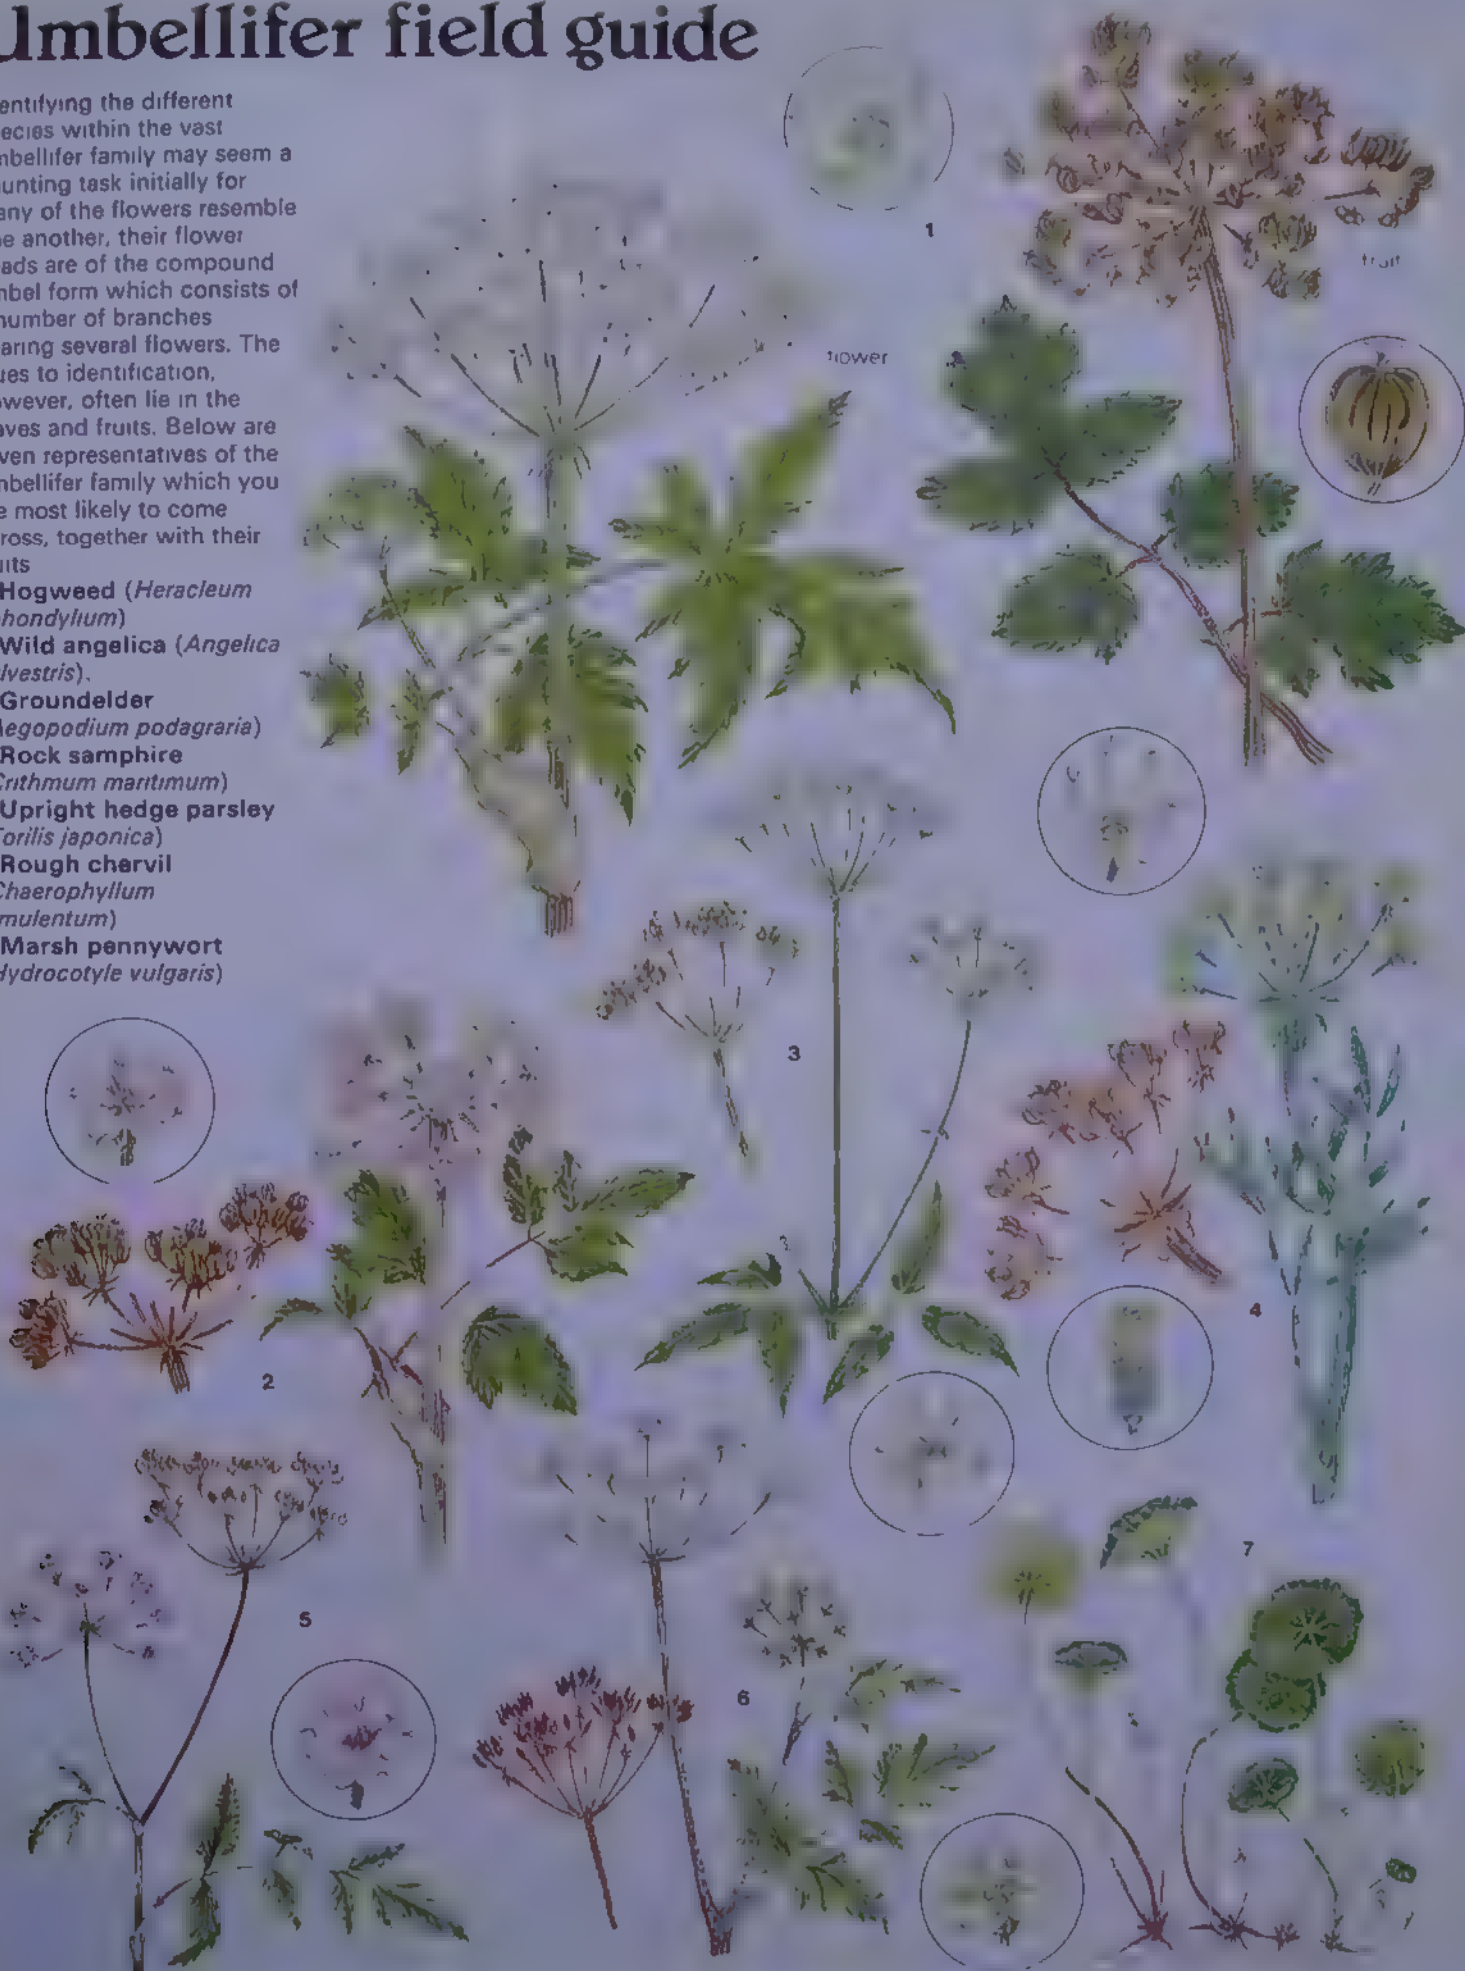 Umbellifer field guide
entifying the different
ecies within the vast
mbellifer family may seem a
unting task initially for
any of the flowers resemble
e another, their flower
ads are of the compound
nbel form which consists of
number of branches
aring several flowers. The
ues to identification,
wever, often lie in the
aves and fruits. Below are
ven representatives of the
mbellifer family which you
e most likely to come
ross, together with their
uits
Hogweed (Heracleum
phondylium)
Wild angelica (Angelica
lvestris).
Groundelder
Aegopodium podagraria)
Rock samphire
Crithmum maritimum)
Upright hedge parsley
Torilis japonica)
Rough chervil
Chaerophyllum
mulentum)
Marsh pennywort
Hydrocotyle vulgaris)
1
fruit
flower
3
4
2
7
5
6